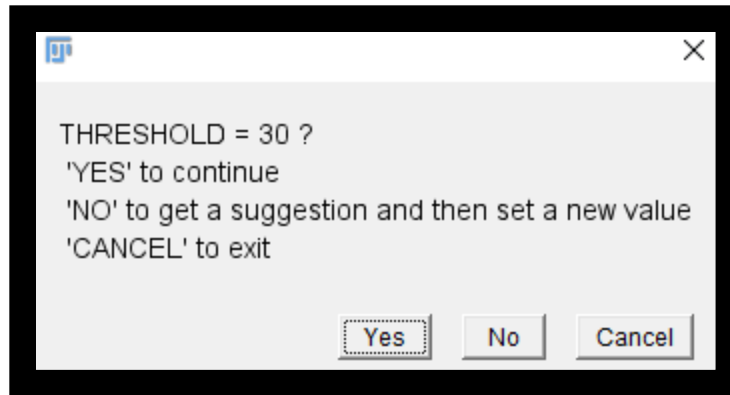 THRESHOLD = 30 ?
'YES' to continue
'NO' to get a suggestion and then set a new value
'CANCEL' to exit
Yes No Cancel